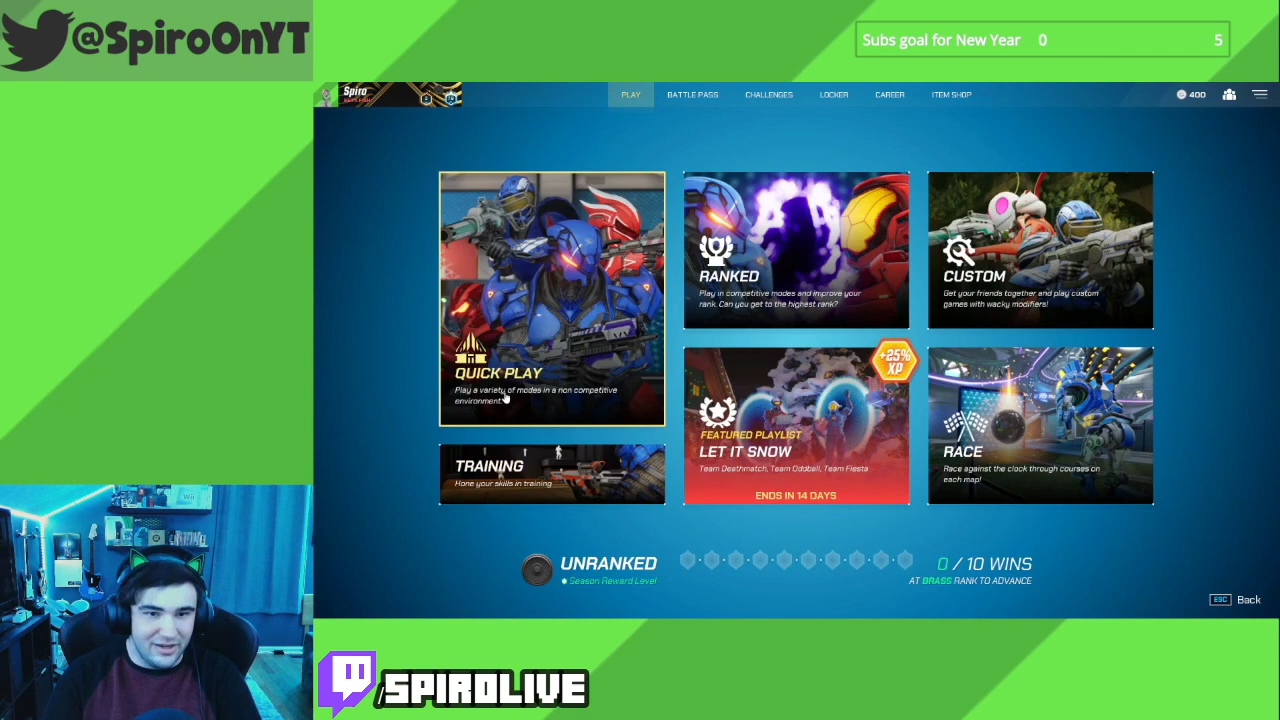 @SpiroOnYT
Subs goal for New Year 0 5
Spiro
PLAY BATTLE PASS CHALLENGES LOCKER CAREER ITEM SHOP
400
QUICK PLAY
Play a variety of modes in a non competitive
environment.
TRAINING
Hone your skills in training
RANKED
Play in competitive modes and improve your
rank. Can you get to the highest rank?
+25%
XP
FEATURED PLAYLIST
LET IT SNOW
Team Deathmatch, Team Oddball, Team Fiesta
ENDS IN 14 DAYS
CUSTOM
Get your friends together and play custom
games with wacky modifiers!
RACE
Race against the clock through courses on
each map!
UNRANKED
Season Reward Level
0 / 10 WINS
AT BRASS RANK TO ADVANCE
ESC Back
Wii
/SPIROLIVE